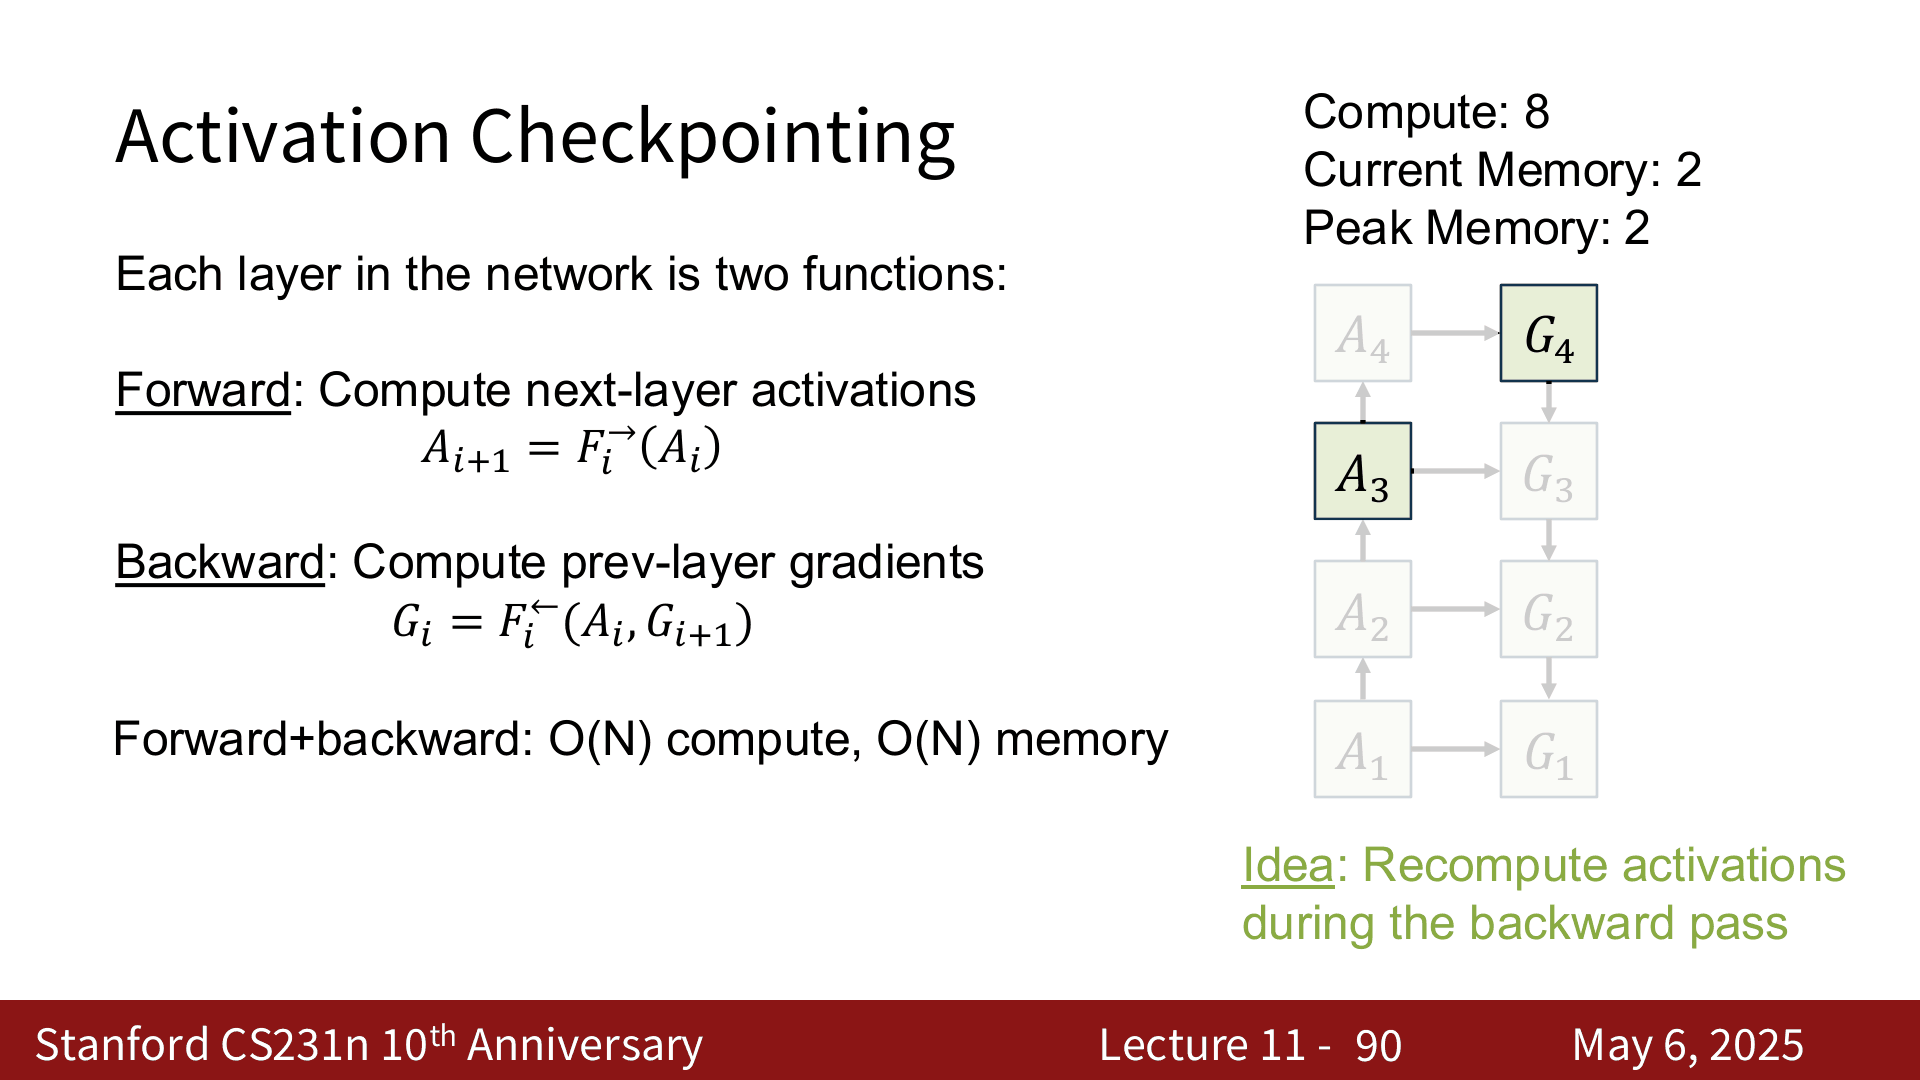 Activation Checkpointing
Each layer in the network is two functions:
Forward: Compute next-layer activations
A_{i+1} = F_i^→(A_i)
Backward: Compute prev-layer gradients
G_i = F_i^←(A_i, G_{i+1})
Forward+backward: O(N) compute, O(N) memory
Compute: 8
Current Memory: 2
Peak Memory: 2
A_4 G_4
A_3 G_3
A_2 G_2
A_1 G_1
Idea: Recompute activations
during the backward pass
Stanford CS231n 10th Anniversary Lecture 11 - 90 May 6, 2025